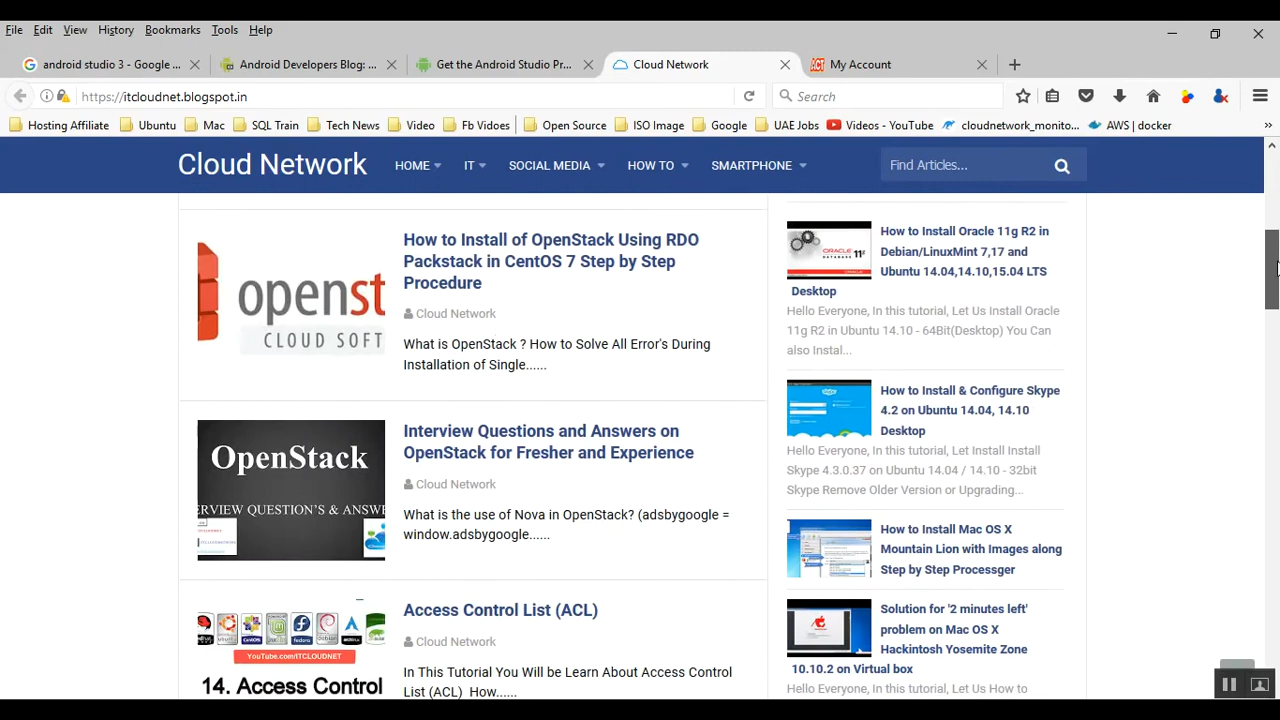 File Edit View History Bookmarks Tools Help
android studio 3 - Google ... Android Developers Blog: ... Get the Android Studio Pr... Cloud Network My Account
https://itcloudnet.blogspot.in Search
Hosting Affiliate Ubuntu Mac SQL Train Tech News Video Fb Vidoes Open Source ISO Image Google UAE Jobs Videos - YouTube cloudnetwork_monito... AWS | docker
Cloud Network HOME IT SOCIAL MEDIA HOW TO SMARTPHONE Find Articles...
openst
CLOUD SOFT
How to Install of OpenStack Using RDO
Packstack in CentOS 7 Step by Step
Procedure
Cloud Network
What is OpenStack ? How to Solve All Error's During
Installation of Single......
OpenStack
ERVIEW QUESTION'S & ANSWE
Interview Questions and Answers on
OpenStack for Fresher and Experience
Cloud Network
What is the use of Nova in OpenStack? (adsbygoogle =
window.adsbygoogle......
YouTube.com/ITCLOUDNET
14. Access Control
Access Control List (ACL)
Cloud Network
In This Tutorial You Will be Learn About Access Control
List (ACL) How......
ORACLE
DATABASE 11g
How to Install Oracle 11g R2 in
Debian/LinuxMint 7,17 and
Ubuntu 14.04,14.10,15.04 LTS
Desktop
Hello Everyone, In this tutorial, Let Us Install Oracle
11g R2 in Ubuntu 14.10 - 64Bit(Desktop) You Can
also Instal...
How to Install & Configure Skype
4.2 on Ubuntu 14.04, 14.10
Desktop
Hello Everyone, In this tutorial, Let Install Install
Skype 4.3.0.37 on Ubuntu 14.04 / 14.10 - 32bit
Skype Remove Older Version or Upgrading...
How to Install Mac OS X
Mountain Lion with Images along
Step by Step Processger
Solution for '2 minutes left'
problem on Mac OS X
Hackintosh Yosemite Zone
10.10.2 on Virtual box
Hello Everyone, In this tutorial, Let Us How to